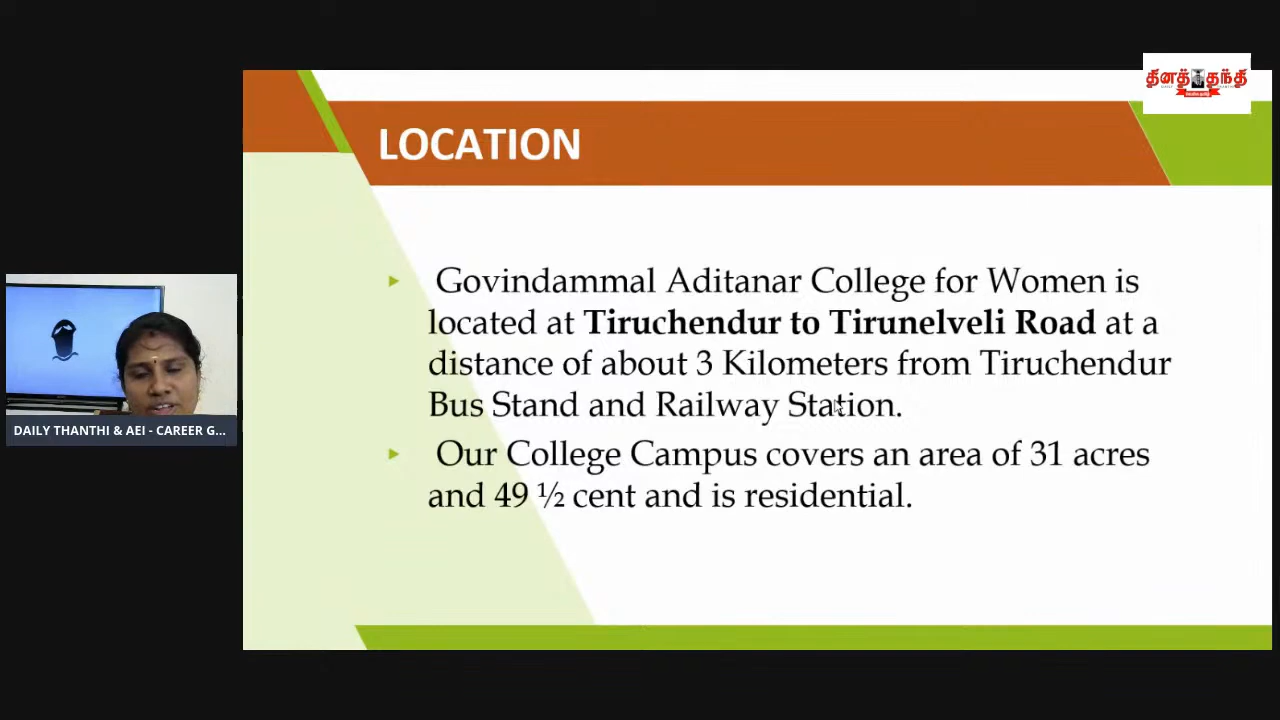 தினத்தந்தி
LOCATION
Govindammal Aditanar College for Women is
located at Tiruchendur to Tirunelveli Road at a
distance of about 3 Kilometers from Tiruchendur
Bus Stand and Railway Station.
Our College Campus covers an area of 31 acres
and 49 ½ cent and is residential.
DAILY THANTHI & AEI - CAREER G...